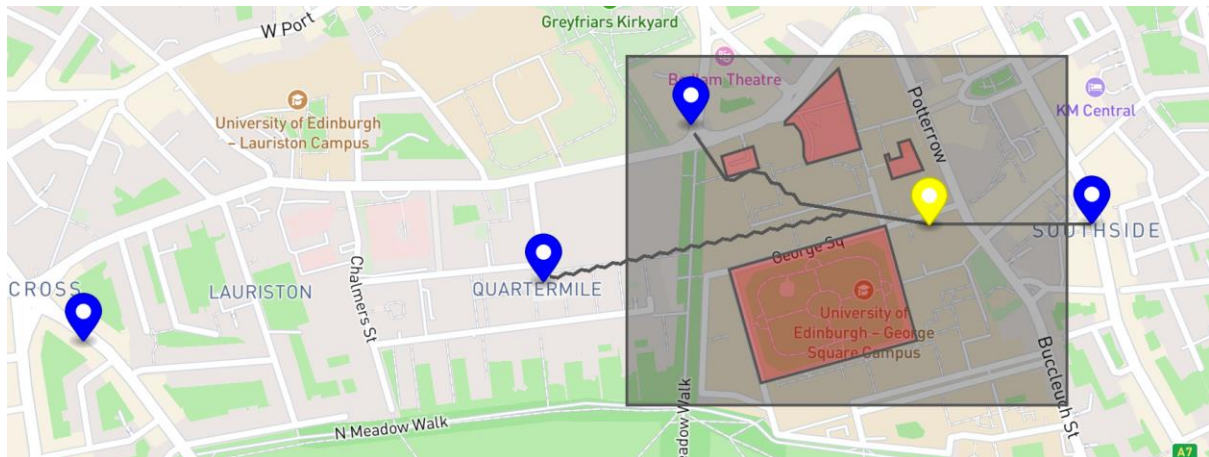 Greyfriars Kirkyard
W Port
Bedlam Theatre
University of Edinburgh
– Lauriston Campus
Potterrow
KM Central
SOUTHSIDE
George Sq
Chalmers St
CROSS
LAURISTON
QUARTERMILE
University of
Edinburgh – George
Square Campus
Buccleuch St
N Meadow Walk
eadow Walk
A7